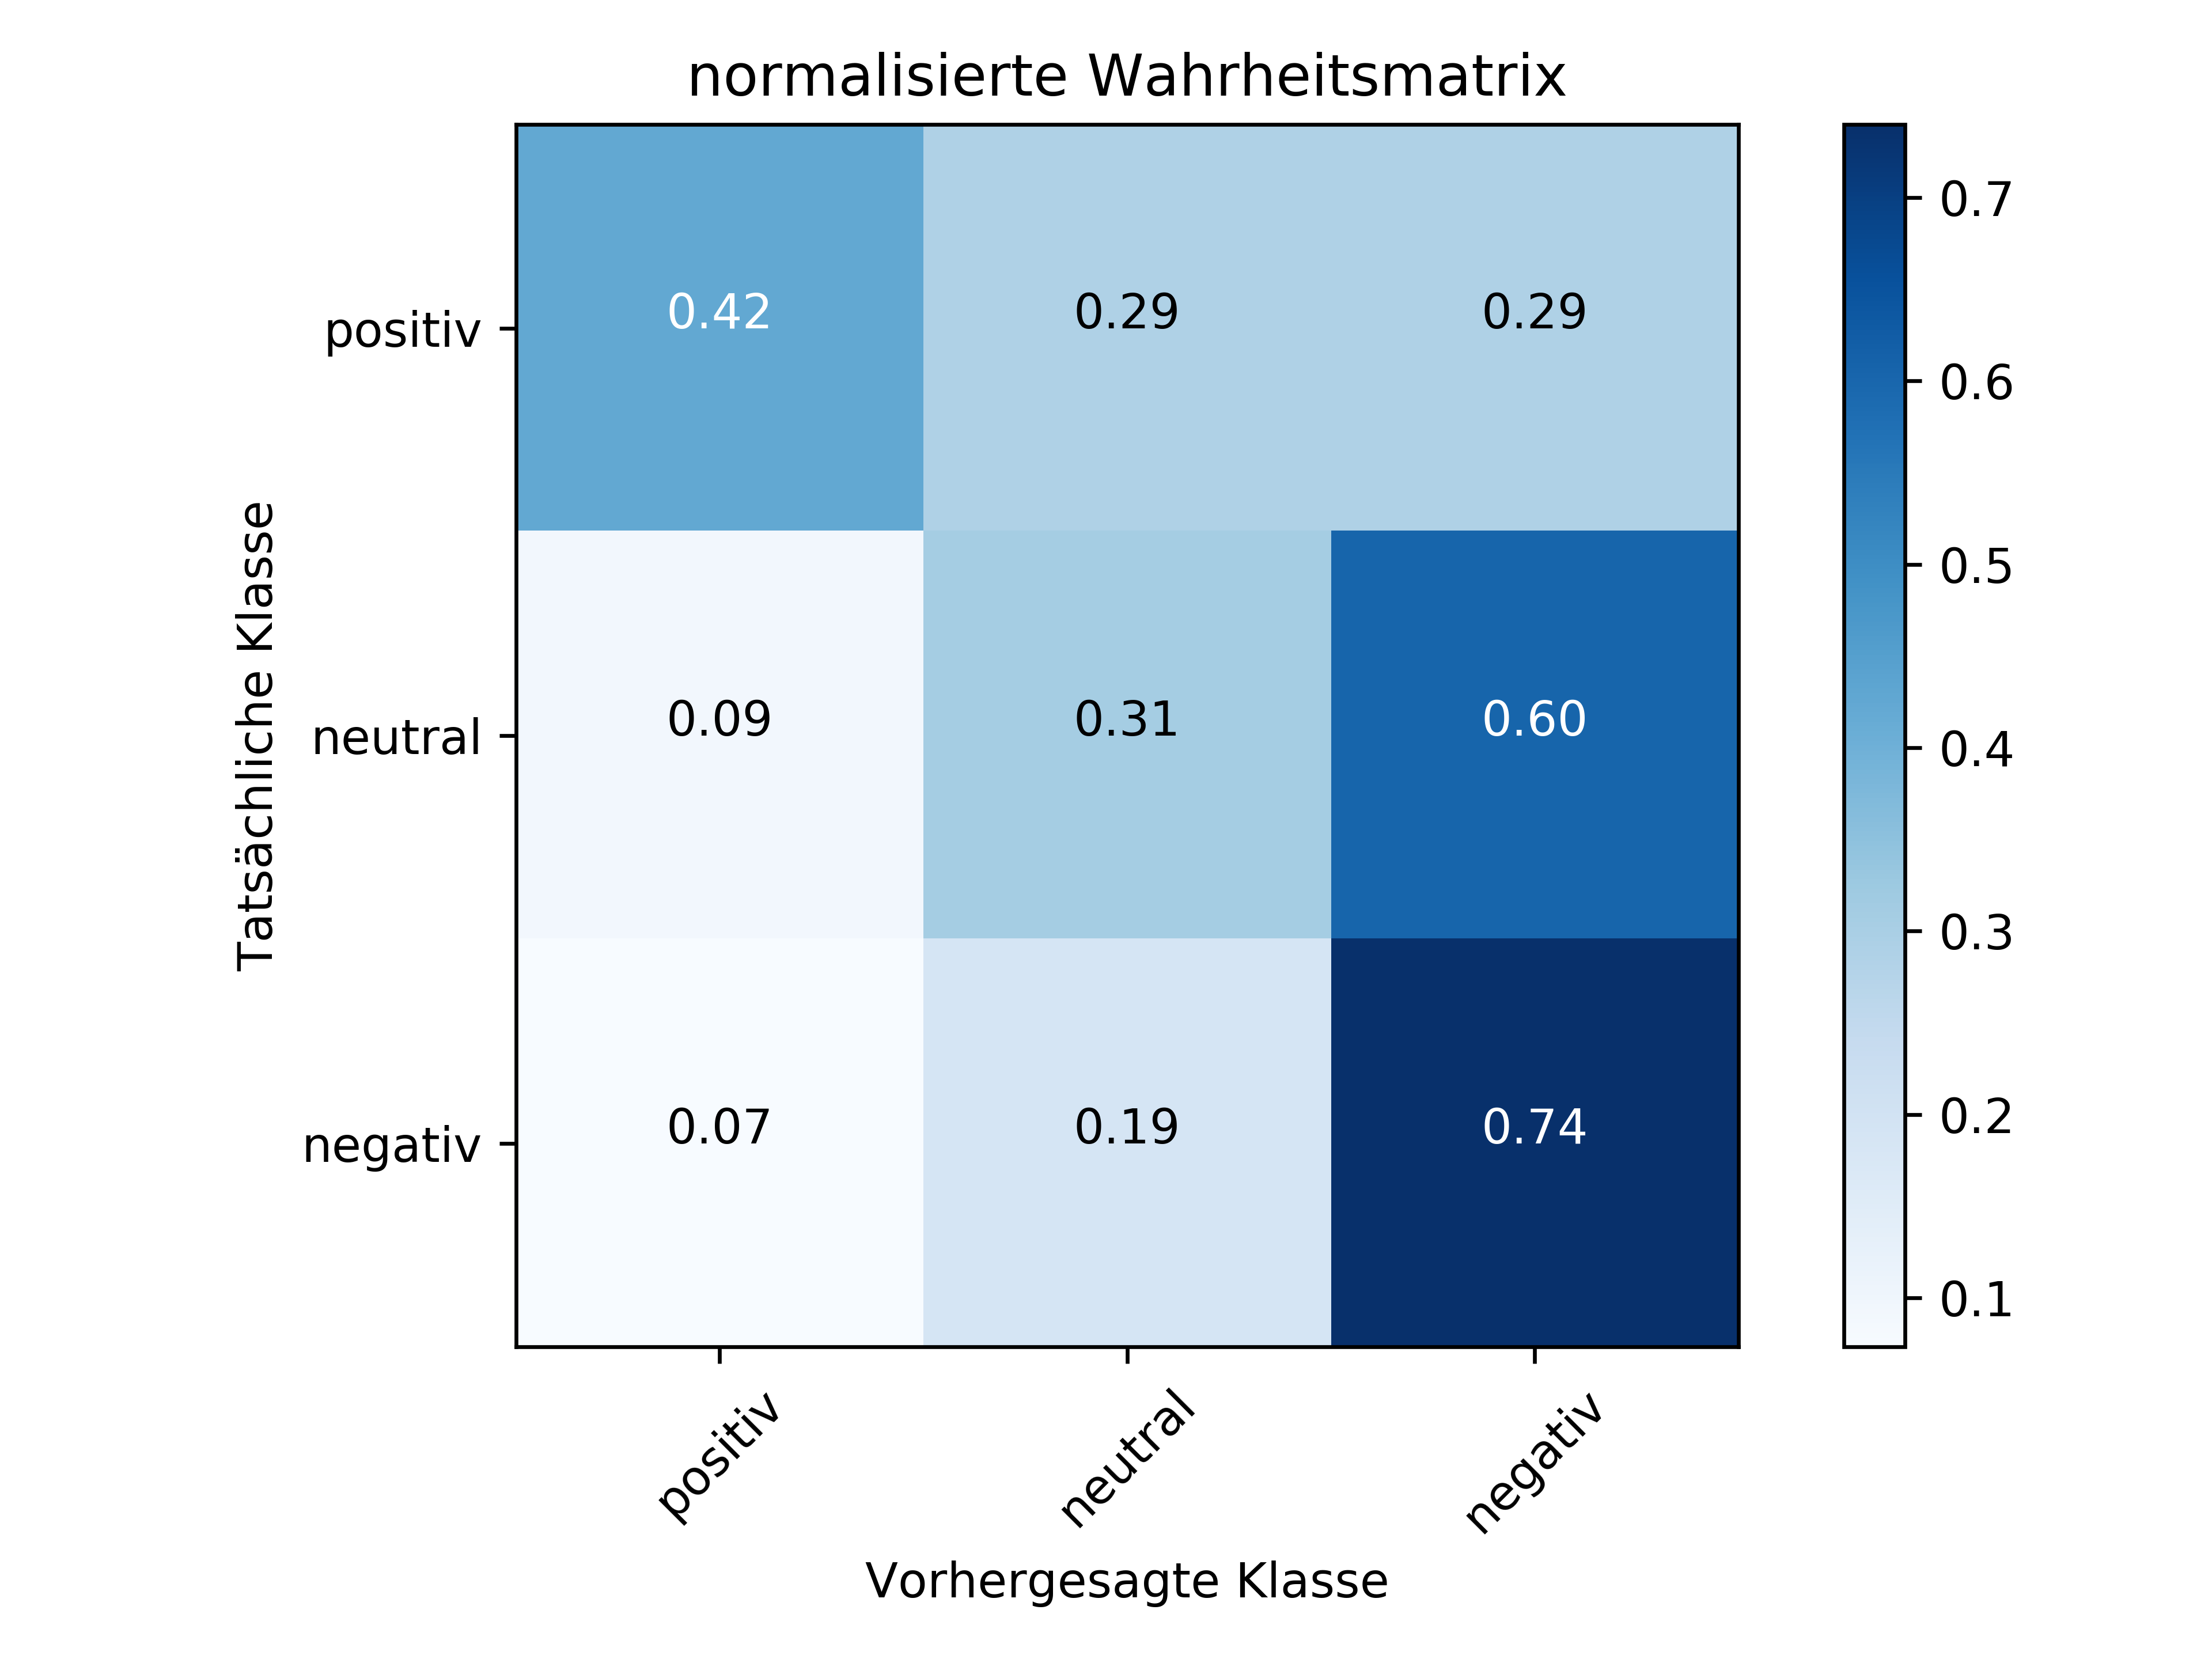 normalisierte Wahrheitsmatrix
Tatsächliche Klasse
positiv
0.42 0.29 0.29
neutral
0.09 0.31 0.60
negativ
0.07 0.19 0.74
positiv
neutral
negativ
Vorhergesagte Klasse
0.7
0.6
0.5
0.4
0.3
0.2
0.1